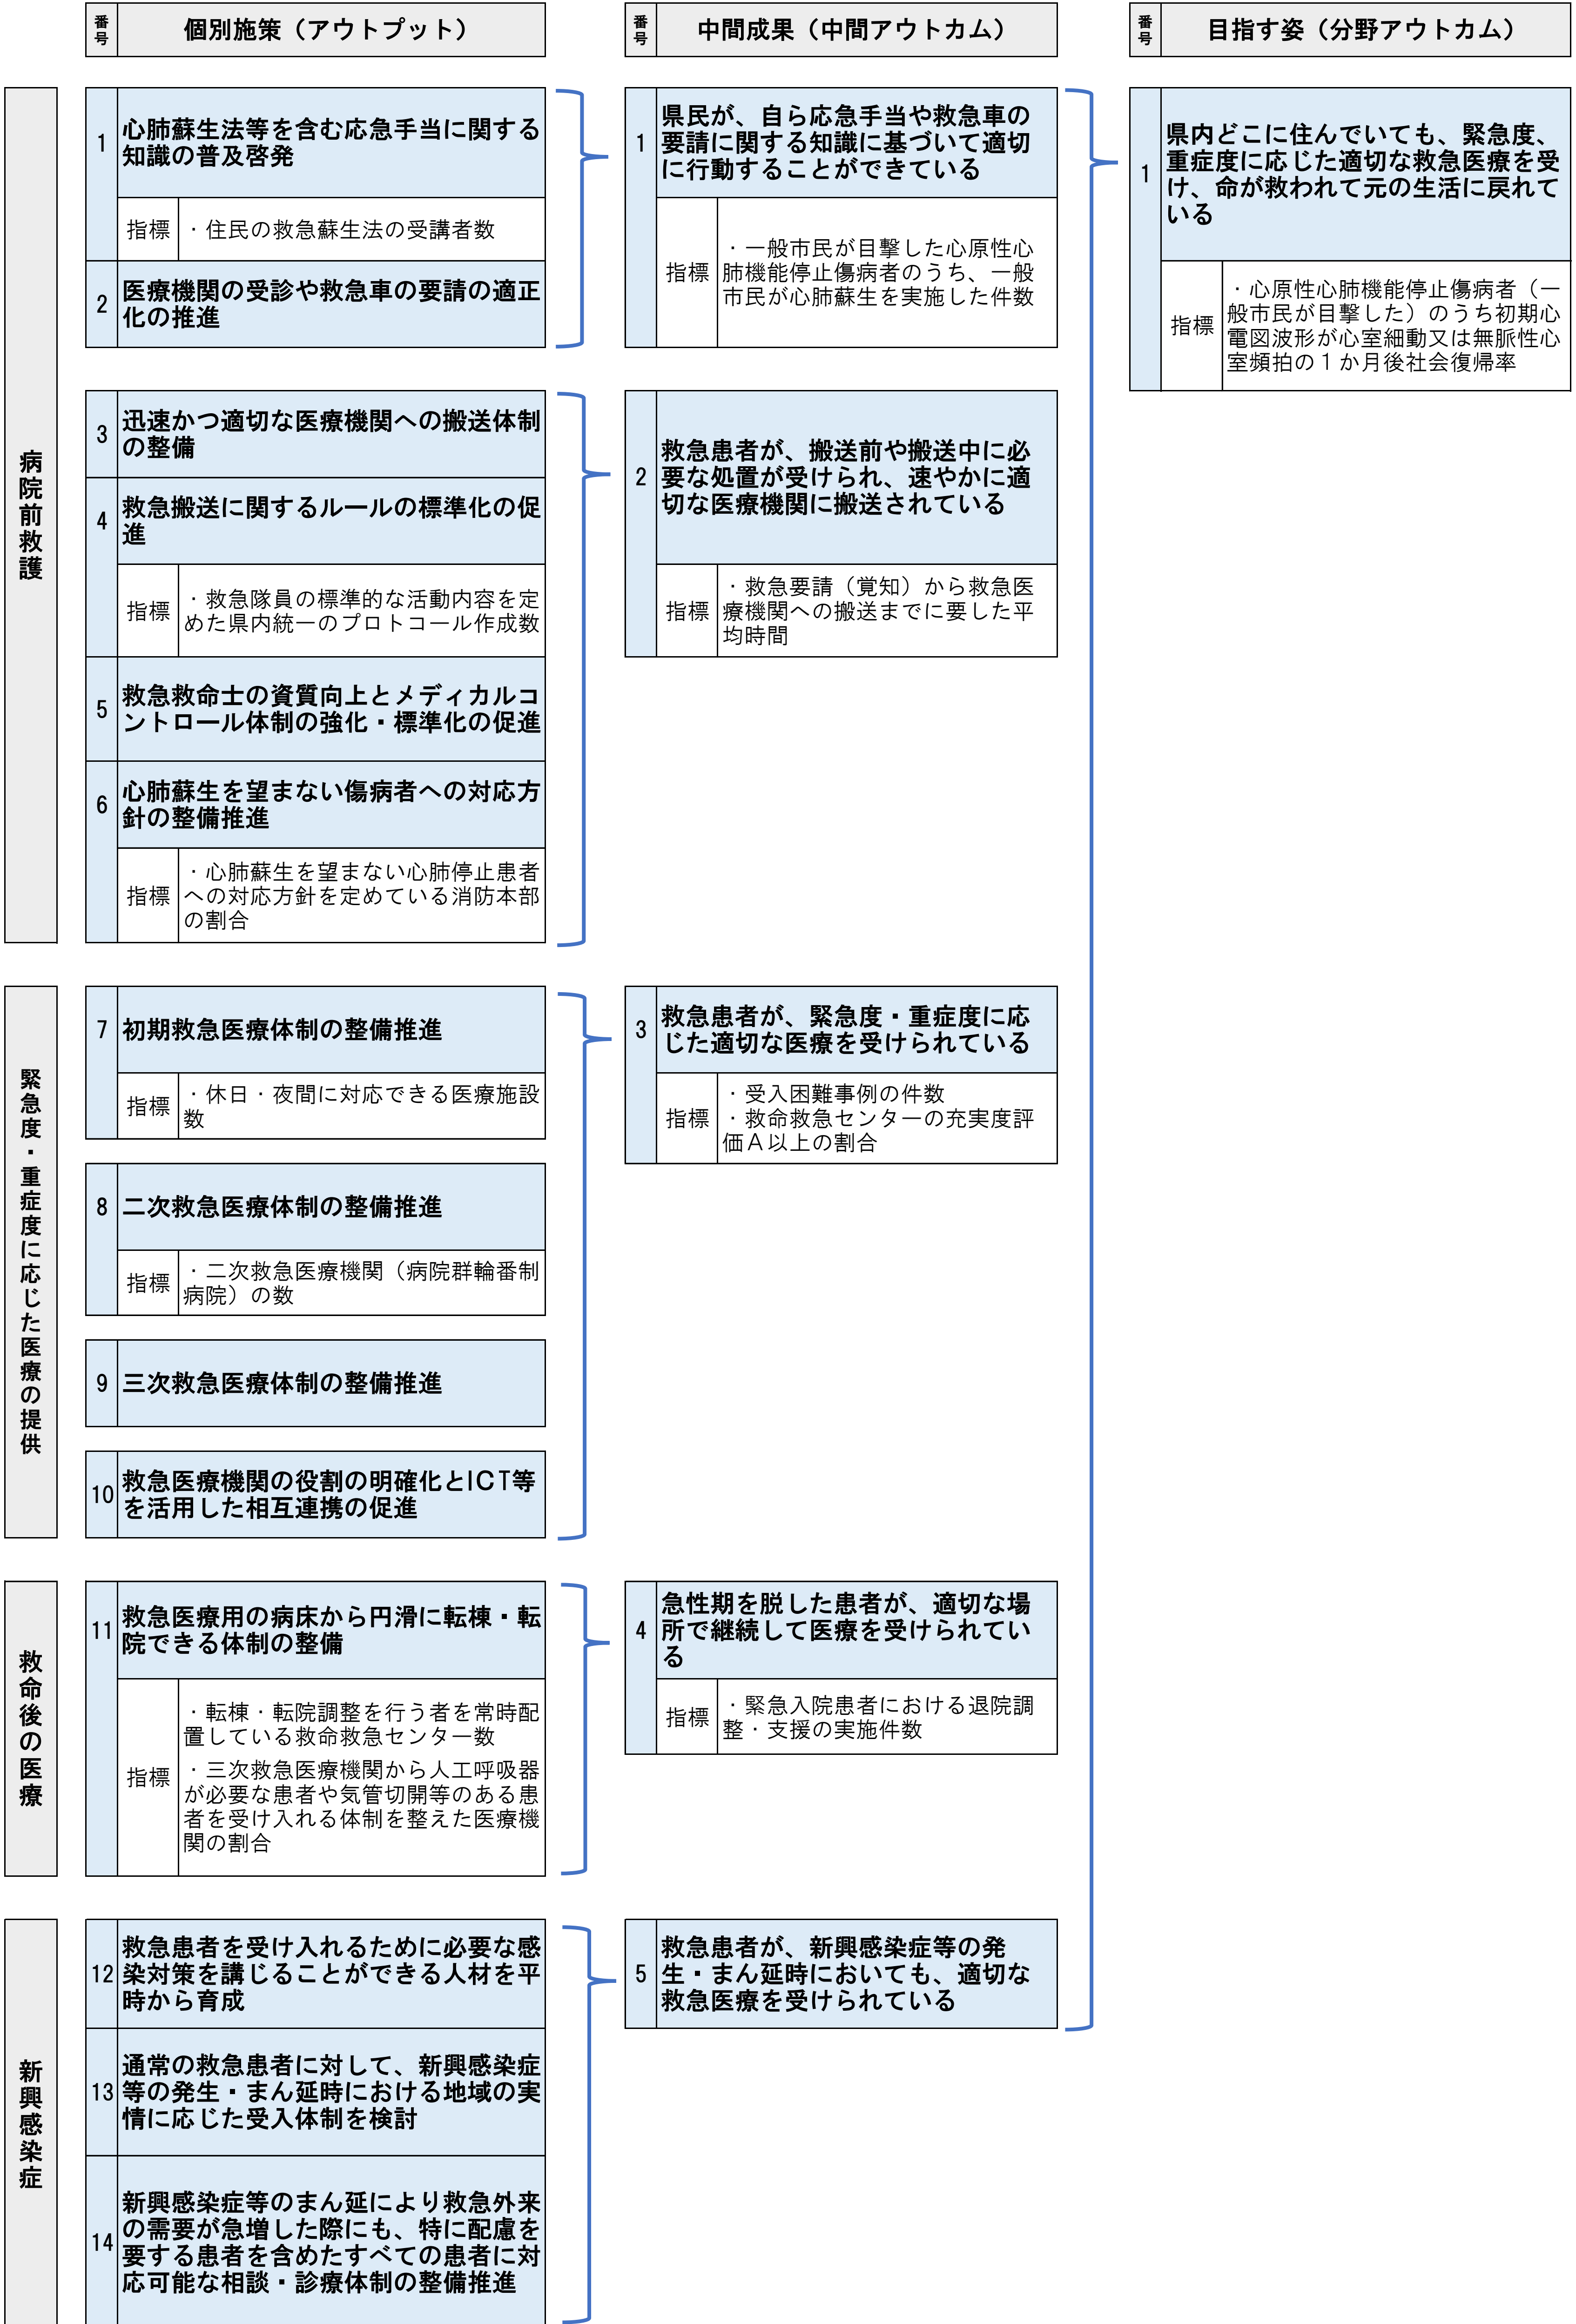 番号
個別施策（アウトプット）
番号
中間成果（中間アウトカム）
番号
目指す姿（分野アウトカム）
病院前救護
1
心肺蘇生法等を含む応急手当に関する
知識の普及啓発
指標
・住民の救急蘇生法の受講者数
2
医療機関の受診や救急車の要請の適正
化の推進
1
県民が、自ら応急手当や救急車の
要請に関する知識に基づいて適切
に行動することができている
指標
・一般市民が目撃した心原性心
肺機能停止傷病者のうち、一般
市民が心肺蘇生を実施した件数
1
県内どこに住んでいても、緊急度、
重症度に応じた適切な救急医療を受
け、命が救われて元の生活に戻れて
いる
指標
・心原性心肺機能停止傷病者（一
般市民が目撃した）のうち初期心
電図波形が心室細動又は無脈性心
室頻拍の１か月後社会復帰率
3
迅速かつ適切な医療機関への搬送体制
の整備
4
救急搬送に関するルールの標準化の促
進
指標
・救急隊員の標準的な活動内容を定
めた県内統一のプロトコール作成数
5
救急救命士の資質向上とメディカルコ
ントロール体制の強化・標準化の促進
6
心肺蘇生を望まない傷病者への対応方
針の整備推進
指標
・心肺蘇生を望まない心肺停止患者
への対応方針を定めている消防本部
の割合
2
救急患者が、搬送前や搬送中に必
要な処置が受けられ、速やかに適
切な医療機関に搬送されている
指標
・救急要請（覚知）から救急医
療機関への搬送までに要した平
均時間
緊急度・重症度に応じた医療の提供
7
初期救急医療体制の整備推進
指標
・休日・夜間に対応できる医療施設
数
8
二次救急医療体制の整備推進
指標
・二次救急医療機関（病院群輪番制
病院）の数
9
三次救急医療体制の整備推進
10
救急医療機関の役割の明確化とICT等
を活用した相互連携の促進
3
救急患者が、緊急度・重症度に応
じた適切な医療を受けられている
指標
・受入困難事例の件数
・救命救急センターの充実度評
価Ａ以上の割合
救命後の医療
11
救急医療用の病床から円滑に転棟・転
院できる体制の整備
指標
・転棟・転院調整を行う者を常時配
置している救命救急センター数
・三次救急医療機関から人工呼吸器
が必要な患者や気管切開等のある患
者を受け入れる体制を整えた医療機
関の割合
4
急性期を脱した患者が、適切な場
所で継続して医療を受けられてい
る
指標
・緊急入院患者における退院調
整・支援の実施件数
新興感染症
12
救急患者を受け入れるために必要な感
染対策を講じることができる人材を平
時から育成
13
通常の救急患者に対して、新興感染症
等の発生・まん延時における地域の実
情に応じた受入体制を検討
14
新興感染症等のまん延により救急外来
の需要が急増した際にも、特に配慮を
要する患者を含めたすべての患者に対
応可能な相談・診療体制の整備推進
5
救急患者が、新興感染症等の発
生・まん延時においても、適切な
救急医療を受けられている